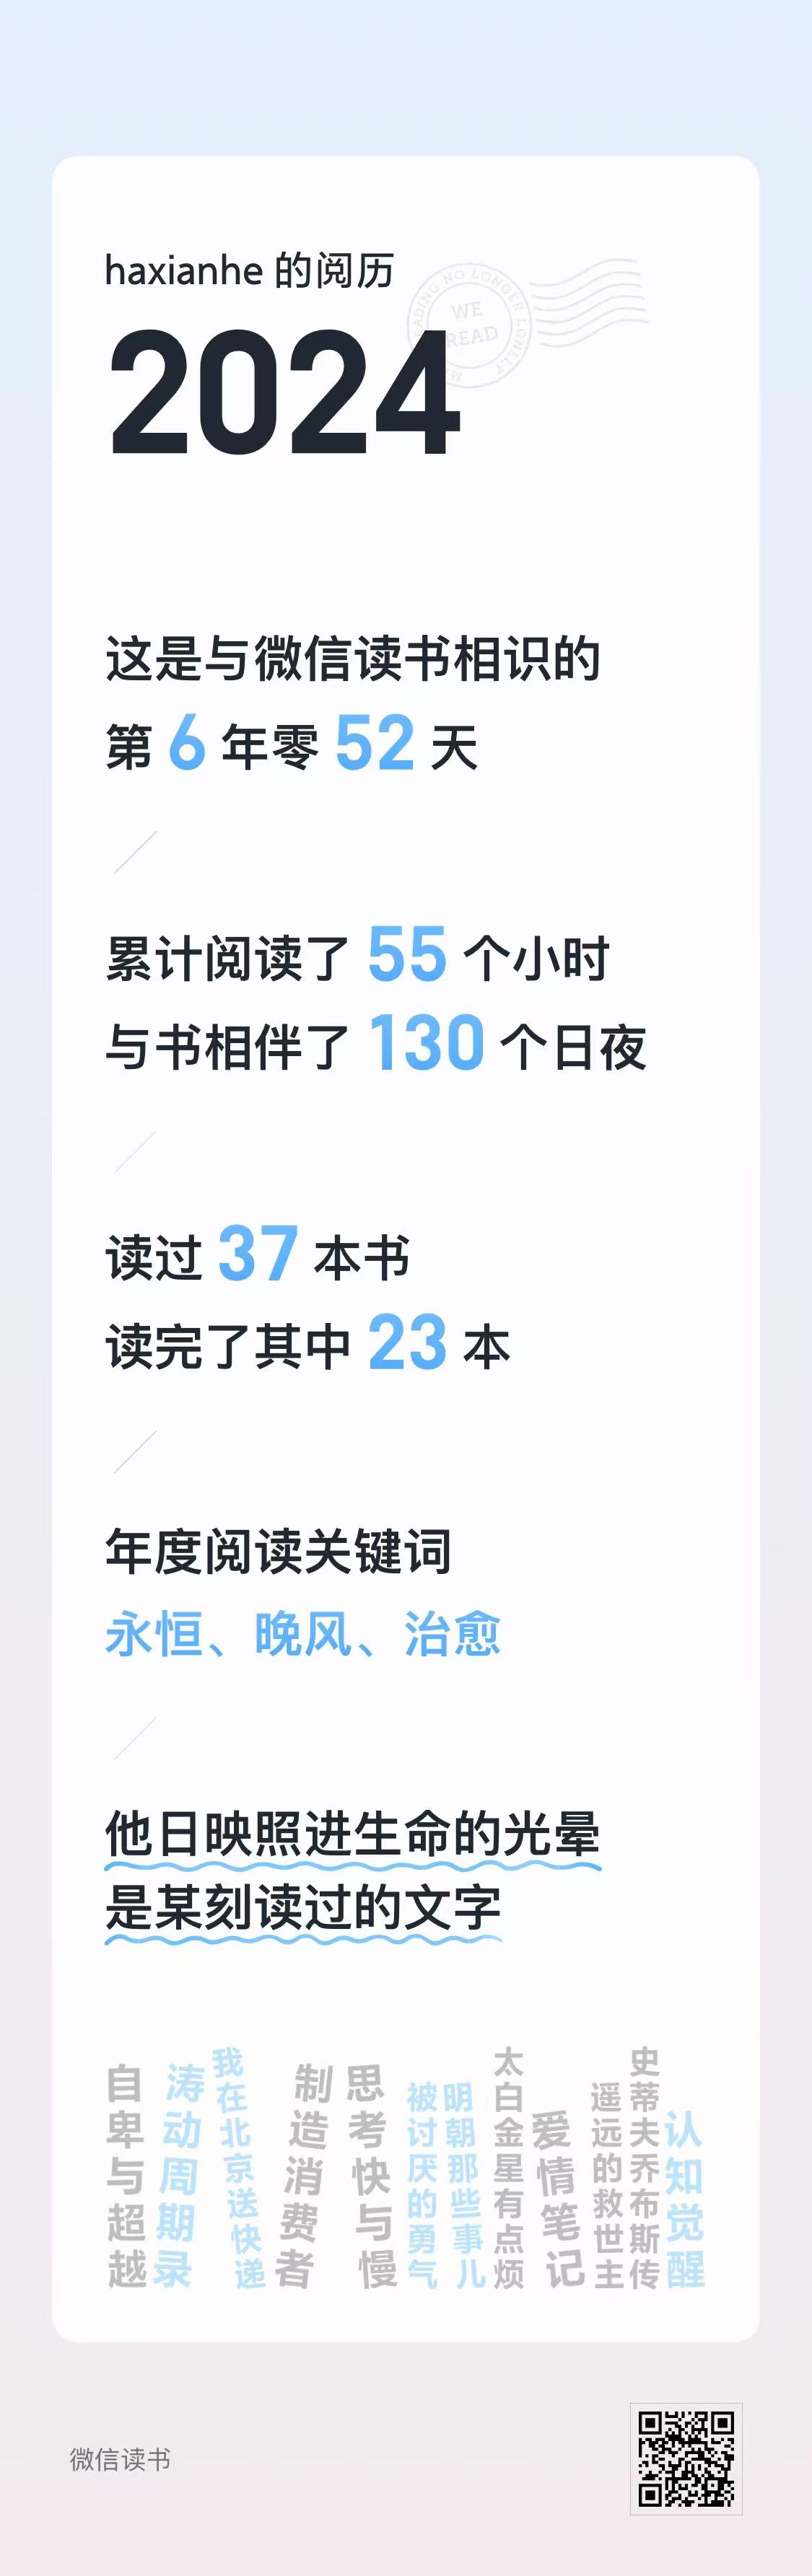 haxianhe 的阅历
WE
READ
READING NO LONGER LONELY
2024
这是与微信读书相识的
第 6 年零 52 天
累计阅读了 55 个小时
与书相伴了 130 个日夜
读过 37 本书
读完了其中 23 本
年度阅读关键词
永恒、晚风、治愈
他日映照进生命的光晕
是某刻读过的文字
自卑与超越
涛动周期录
我在北京送快递
制造消费者
思考快与慢
被讨厌的勇气
明朝那些事儿
太白金星有点烦
爱情笔记
遥远的救世主
史蒂夫乔布斯传
认知觉醒
微信读书